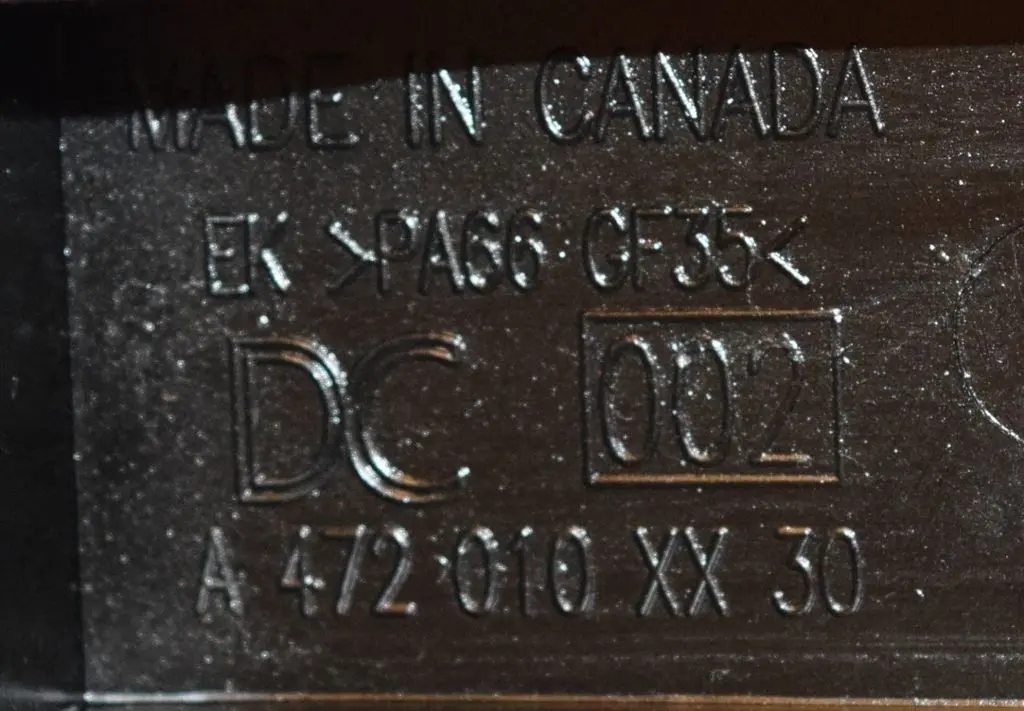 MADE IN CANADA
EK >PA66 GF35<
DC 002
A 472 010 XX 30